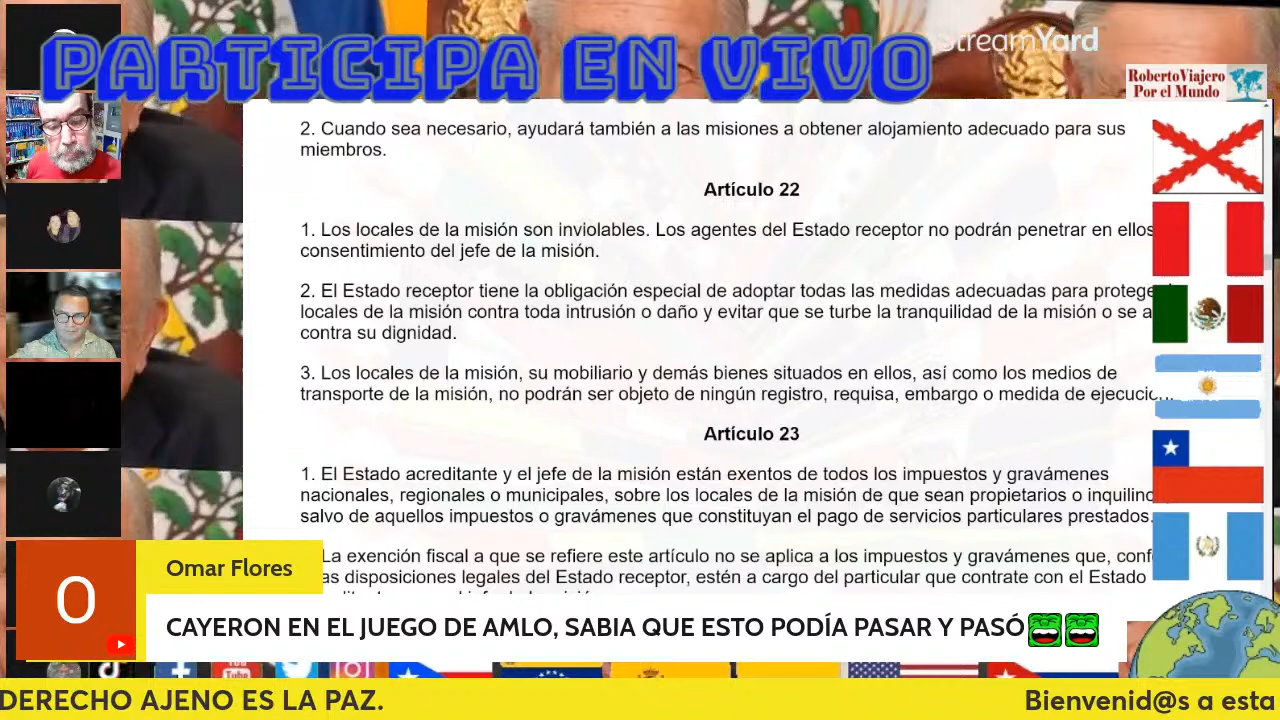 PARTICIPA EN VIVO
StreamYard
RobertoViajero
Por el Mundo
2. Cuando sea necesario, ayudará también a las misiones a obtener alojamiento adecuado para sus
miembros.
Artículo 22
1. Los locales de la misión son inviolables. Los agentes del Estado receptor no podrán penetrar en ellos
consentimiento del jefe de la misión.
2. El Estado receptor tiene la obligación especial de adoptar todas las medidas adecuadas para
locales de la misión contra toda intrusión o daño y evitar que se turbe la tranquilidad de la misión o se
contra su dignidad.
3. Los locales de la misión, su mobiliario y demás bienes situados en ellos, así como los medios de
transporte de la misión, no podrán ser objeto de ningún registro, requisa, embargo o medida de
Artículo 23
1. El Estado acreditante y el jefe de la misión están exentos de todos los impuestos y gravámenes
nacionales, regionales o municipales, sobre los locales de la misión de que sean propietarios o
salvo de aquellos impuestos o gravámenes que constituyan el pago de servicios particulares prestados.
La exención fiscal a que se refiere este artículo no se aplica a los impuestos y gravámenes que,
disposiciones legales del Estado receptor, estén a cargo del particular que contrate con el Estado
O
Omar Flores
CAYERON EN EL JUEGO DE AMLO, SABIA QUE ESTO PODÍA PASAR Y PASÓ
You
Tube
DERECHO AJENO ES LA PAZ.
Bienvenid@s a esta